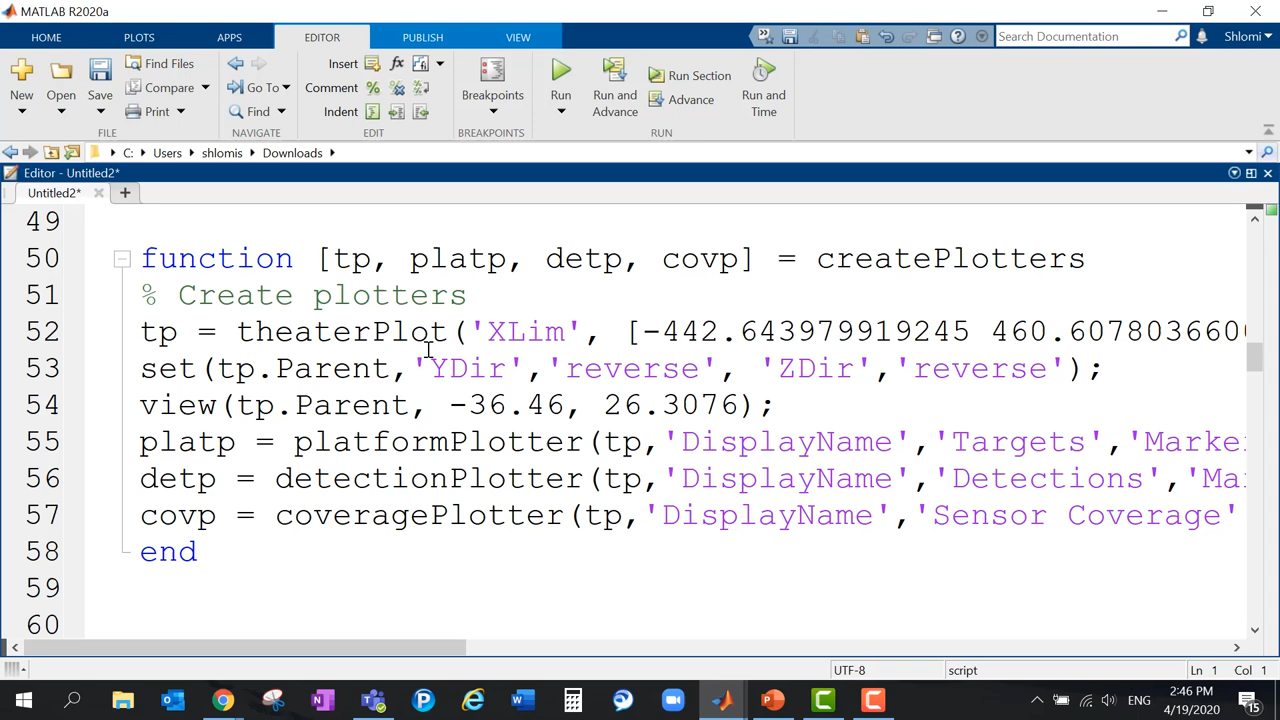 MATLAB R2020a
HOME PLOTS APPS EDITOR PUBLISH VIEW Search Documentation Shlomi
New Open Save Find Files Compare Print
FILE
Go To Find
NAVIGATE
Insert fx
Comment %
Indent
EDIT
Breakpoints
BREAKPOINTS
Run Run and Advance Run Section Advance Run and Time
RUN
C: Users shlomis Downloads
Editor - Untitled2*
Untitled2*
49
50 function [tp, platp, detp, covp] = createPlotters
51 % Create plotters
52 tp = theaterPlot('XLim', [-442.643979919245 460.6078036600
53 set(tp.Parent,'YDir','reverse', 'ZDir','reverse');
54 view(tp.Parent, -36.46, 26.3076);
55 platp = platformPlotter(tp,'DisplayName','Targets','Marker
56 detp = detectionPlotter(tp,'DisplayName','Detections','Ma
57 covp = coveragePlotter(tp,'DisplayName','Sensor Coverage'
58 end
59
60
UTF-8 script Ln 1 Col 1
ENG 2:46 PM
4/19/2020
15